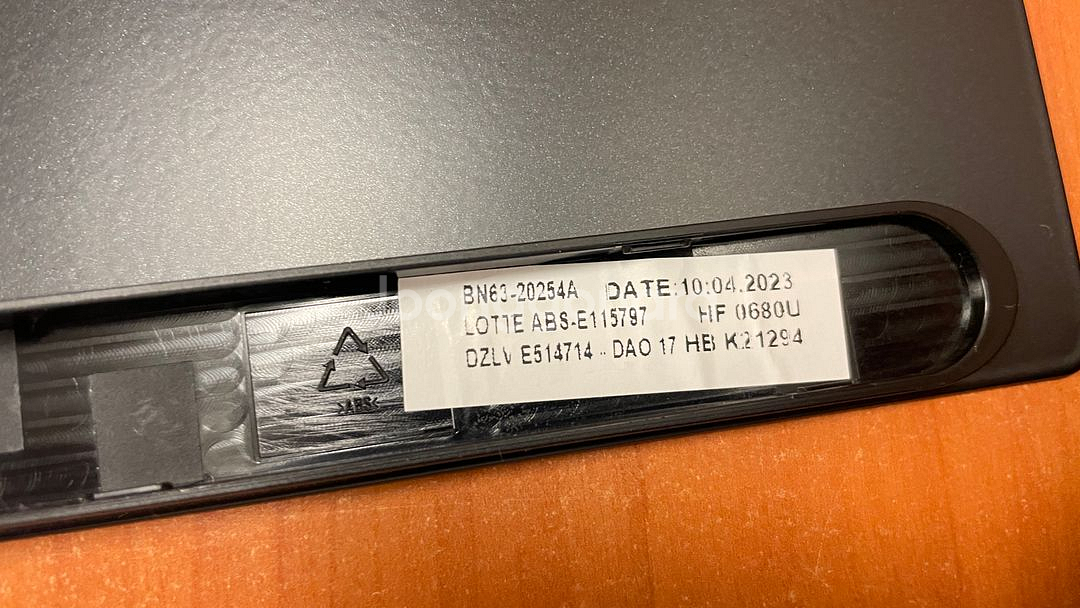 BN63-20254A DATE:10.04.2023
LOTTE ABS-E115797 HF 0680U
DZLV E514714 - DAO 17 HB K21294
>ABS<